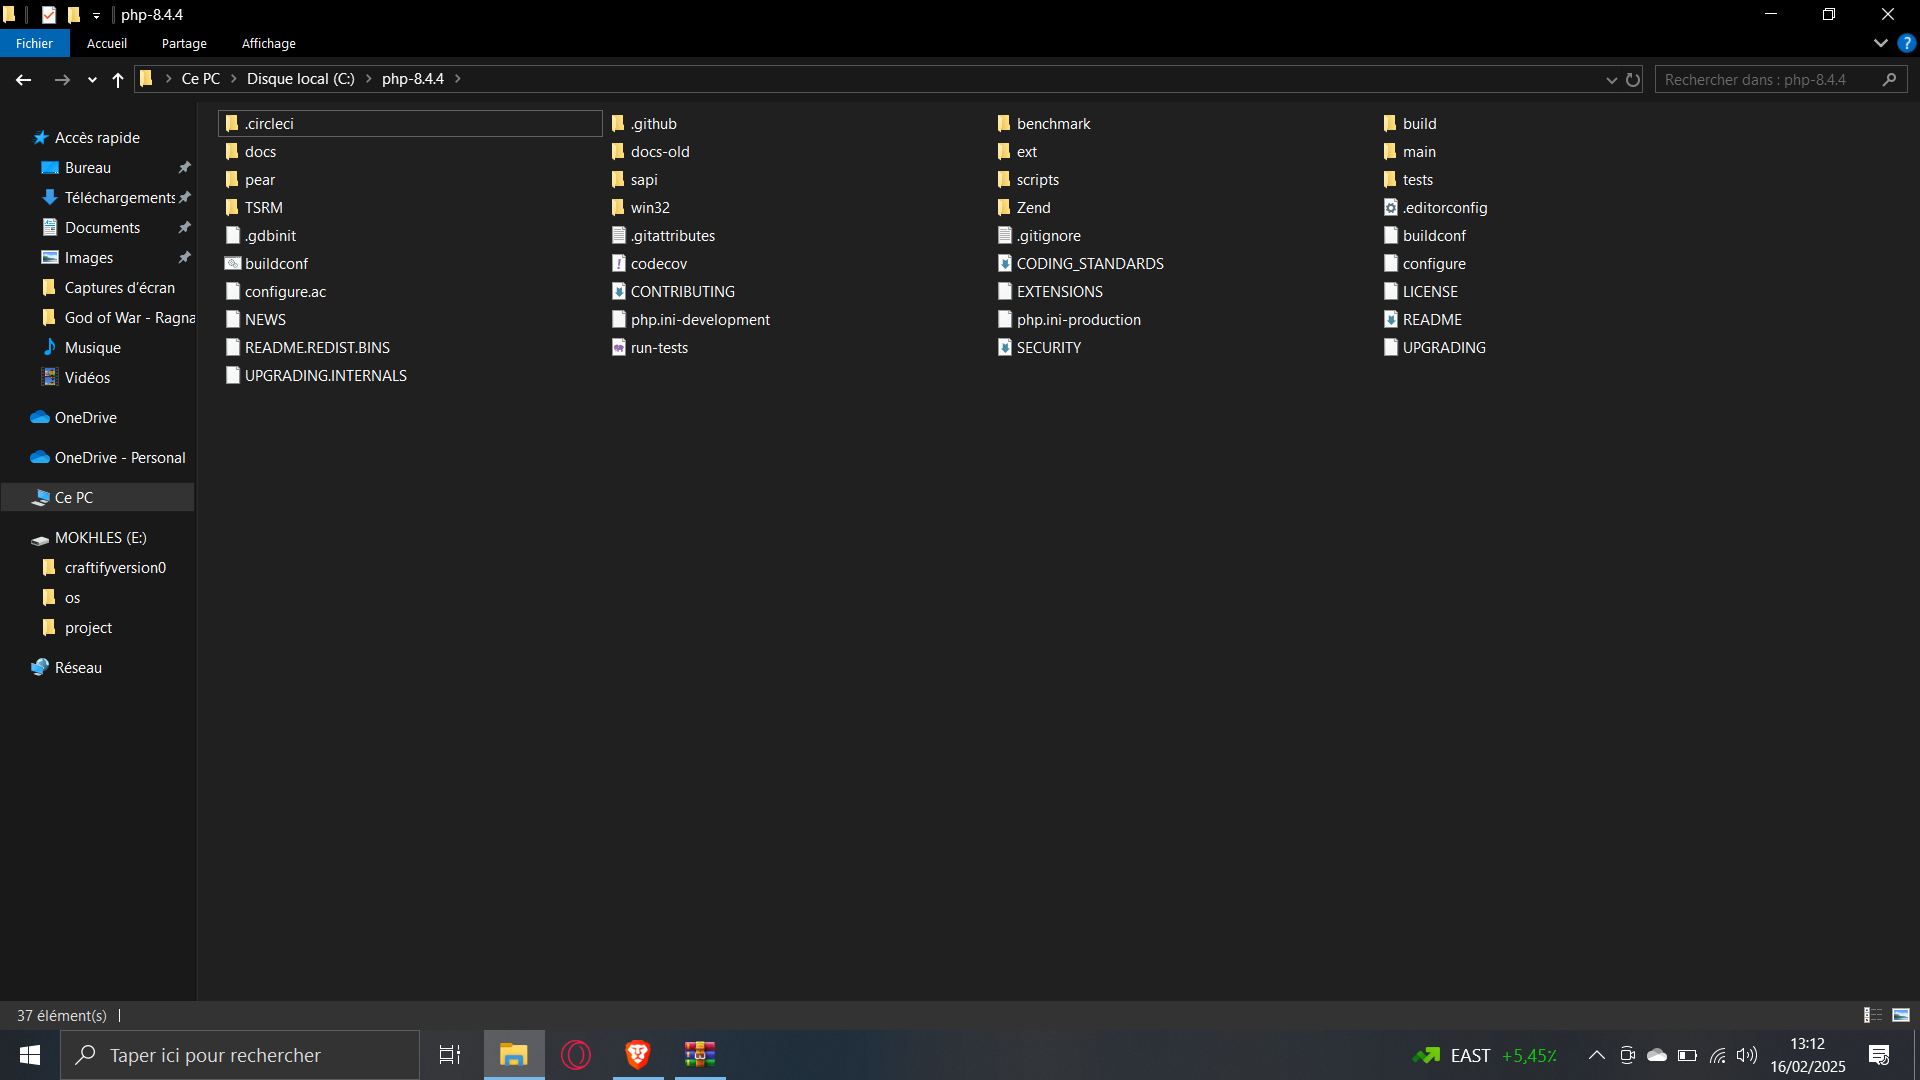 php-8.4.4
Fichier Accueil Partage Affichage
Ce PC Disque local (C:) php-8.4.4
Rechercher dans : php-8.4.4
Accès rapide
Bureau
Téléchargements
Documents
Images
Captures d'écran
God of War - Ragna
Musique
Vidéos
OneDrive
OneDrive - Personal
Ce PC
MOKHLES (E:)
craftifyversion0
os
project
Réseau
.circleci .github benchmark build
docs docs-old ext main
pear sapi scripts tests
TSRM win32 Zend .editorconfig
.gdbinit .gitattributes .gitignore buildconf
buildconf codecov CODING_STANDARDS configure
configure.ac CONTRIBUTING EXTENSIONS LICENSE
NEWS php.ini-development php.ini-production README
README.REDIST.BINS run-tests SECURITY UPGRADING
UPGRADING.INTERNALS
37 élément(s)
Taper ici pour rechercher
EAST +5,45%
13:12
16/02/2025